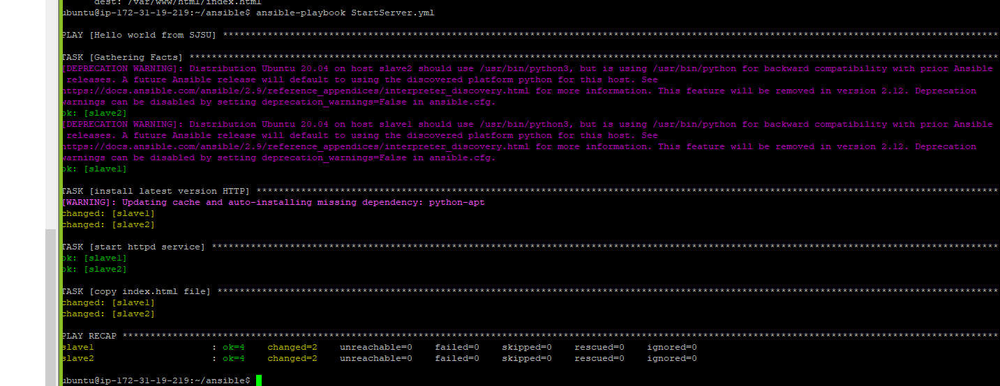 dest: /var/www/html/index.html
ubuntu@ip-172-31-19-219:~/ansible$ ansible-playbook StartServer.yml
PLAY [Hello world from SJSU] *******************************************************************************************************************************************
TASK [Gathering Facts] *************************************************************************************************************************************************
[DEPRECATION WARNING]: Distribution Ubuntu 20.04 on host slave2 should use /usr/bin/python3, but is using /usr/bin/python for backward compatibility with prior Ansible
releases. A future Ansible release will default to using the discovered platform python for this host. See
https://docs.ansible.com/ansible/2.9/reference_appendices/interpreter_discovery.html for more information. This feature will be removed in version 2.12. Deprecation
warnings can be disabled by setting deprecation_warnings=False in ansible.cfg.
ok: [slave2]
[DEPRECATION WARNING]: Distribution Ubuntu 20.04 on host slave1 should use /usr/bin/python3, but is using /usr/bin/python for backward compatibility with prior Ansible
releases. A future Ansible release will default to using the discovered platform python for this host. See
https://docs.ansible.com/ansible/2.9/reference_appendices/interpreter_discovery.html for more information. This feature will be removed in version 2.12. Deprecation
warnings can be disabled by setting deprecation_warnings=False in ansible.cfg.
ok: [slave1]
TASK [install latest version HTTP] *************************************************************************************************************************************
[WARNING]: Updating cache and auto-installing missing dependency: python-apt
changed: [slave1]
changed: [slave2]
TASK [start httpd service] *********************************************************************************************************************************************
ok: [slave1]
ok: [slave2]
TASK [copy index.html file] ********************************************************************************************************************************************
changed: [slave1]
changed: [slave2]
PLAY RECAP *************************************************************************************************************************************************************
slave1 : ok=4 changed=2 unreachable=0 failed=0 skipped=0 rescued=0 ignored=0
slave2 : ok=4 changed=2 unreachable=0 failed=0 skipped=0 rescued=0 ignored=0
ubuntu@ip-172-31-19-219:~/ansible$